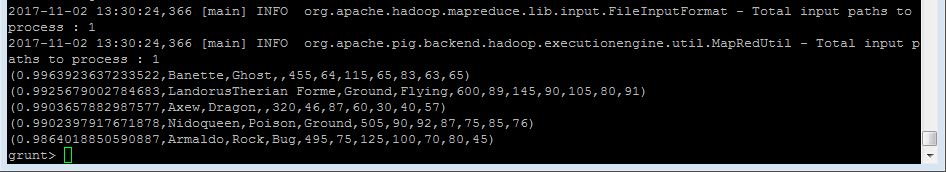 2017-11-02 13:30:24,366 [main] INFO  org.apache.hadoop.mapreduce.lib.input.FileInputFormat - Total input paths to
process : 1
2017-11-02 13:30:24,366 [main] INFO  org.apache.pig.backend.hadoop.executionengine.util.MapRedUtil - Total input p
aths to process : 1
(0.9963923637233522,Banette,Ghost,,455,64,115,65,83,63,65)
(0.9925679002784683,LandorusTherian Forme,Ground,Flying,600,89,145,90,105,80,91)
(0.9903657882987577,Axew,Dragon,,320,46,87,60,30,40,57)
(0.9902397917671878,Nidoqueen,Poison,Ground,505,90,92,87,75,85,76)
(0.9864018850590887,Armaldo,Rock,Bug,495,75,125,100,70,80,45)
grunt>